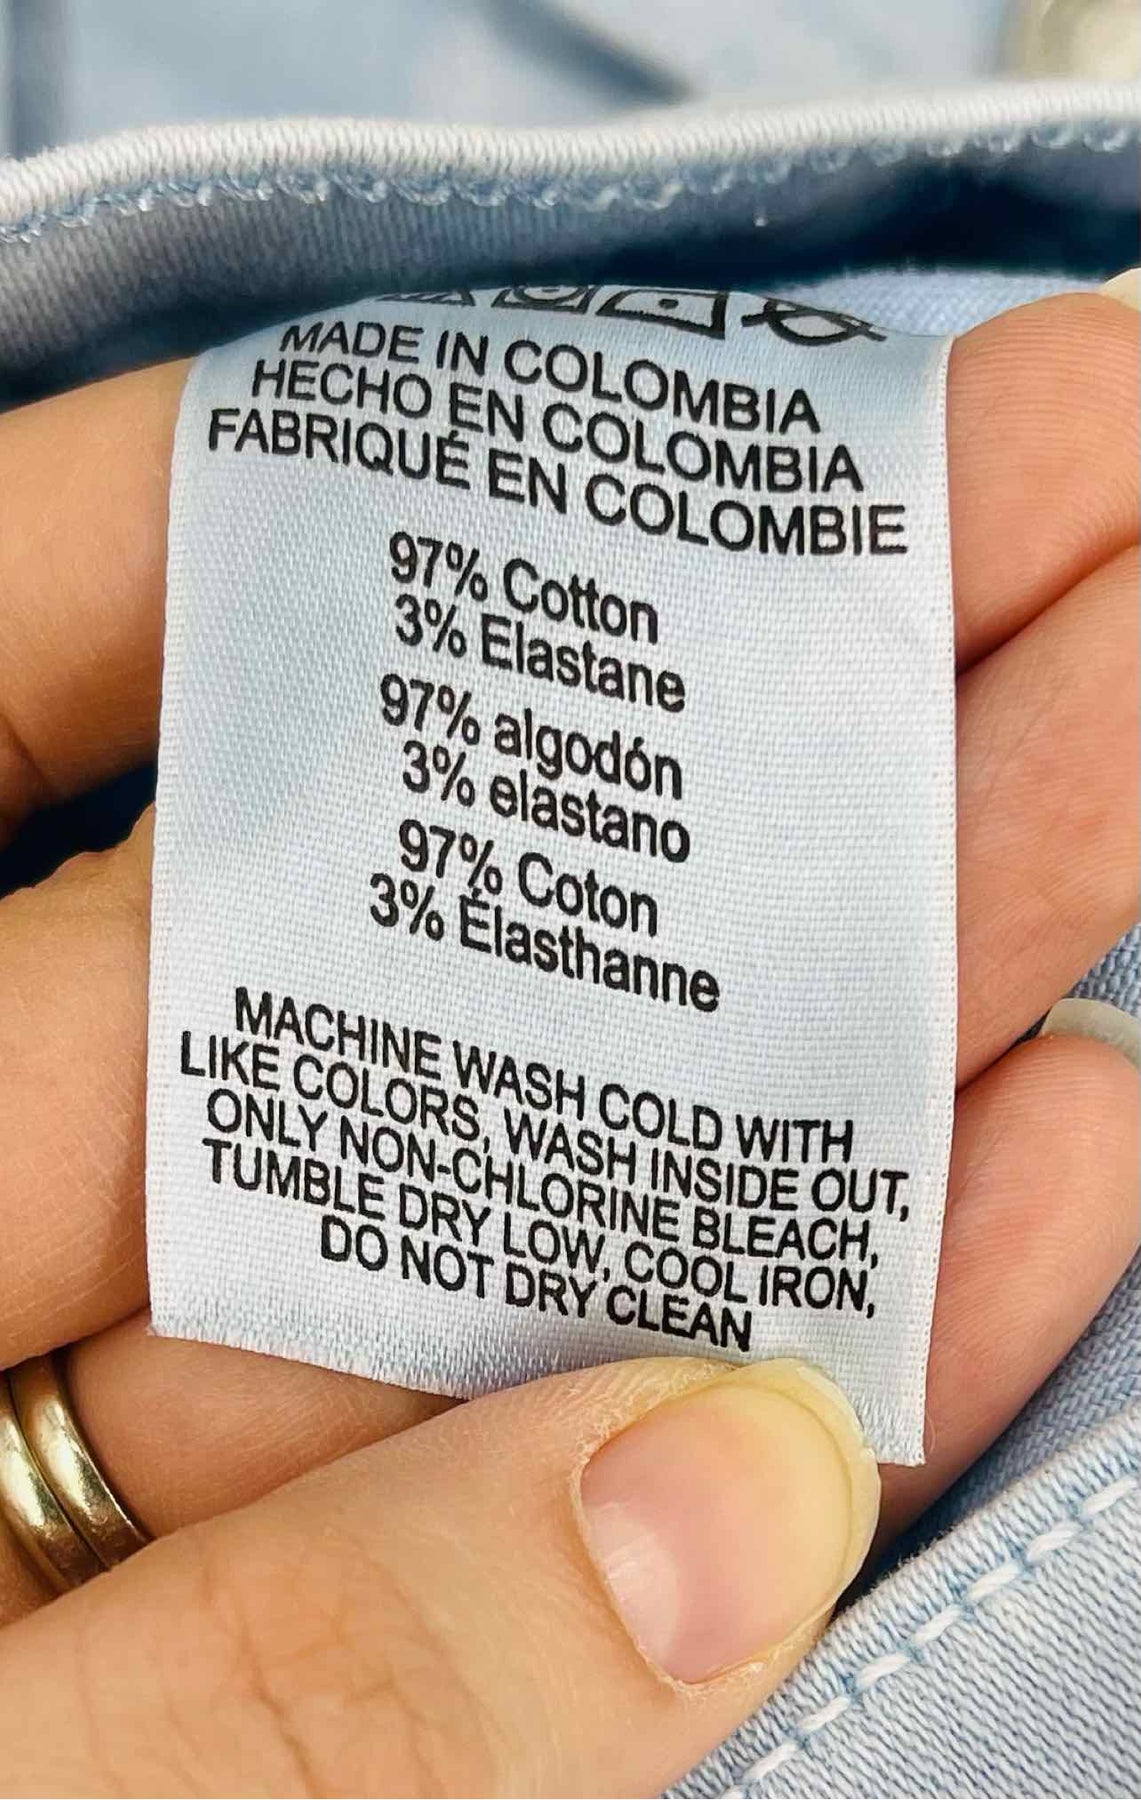 MADE IN COLOMBIA
HECHO EN COLOMBIA
FABRIQUÉ EN COLOMBIE
97% Cotton
3% Elastane
97% algodón
3% elastano
97% Coton
3% Élasthanne
MACHINE WASH COLD WITH
LIKE COLORS, WASH INSIDE OUT,
ONLY NON-CHLORINE BLEACH,
TUMBLE DRY LOW, COOL IRON,
DO NOT DRY CLEAN